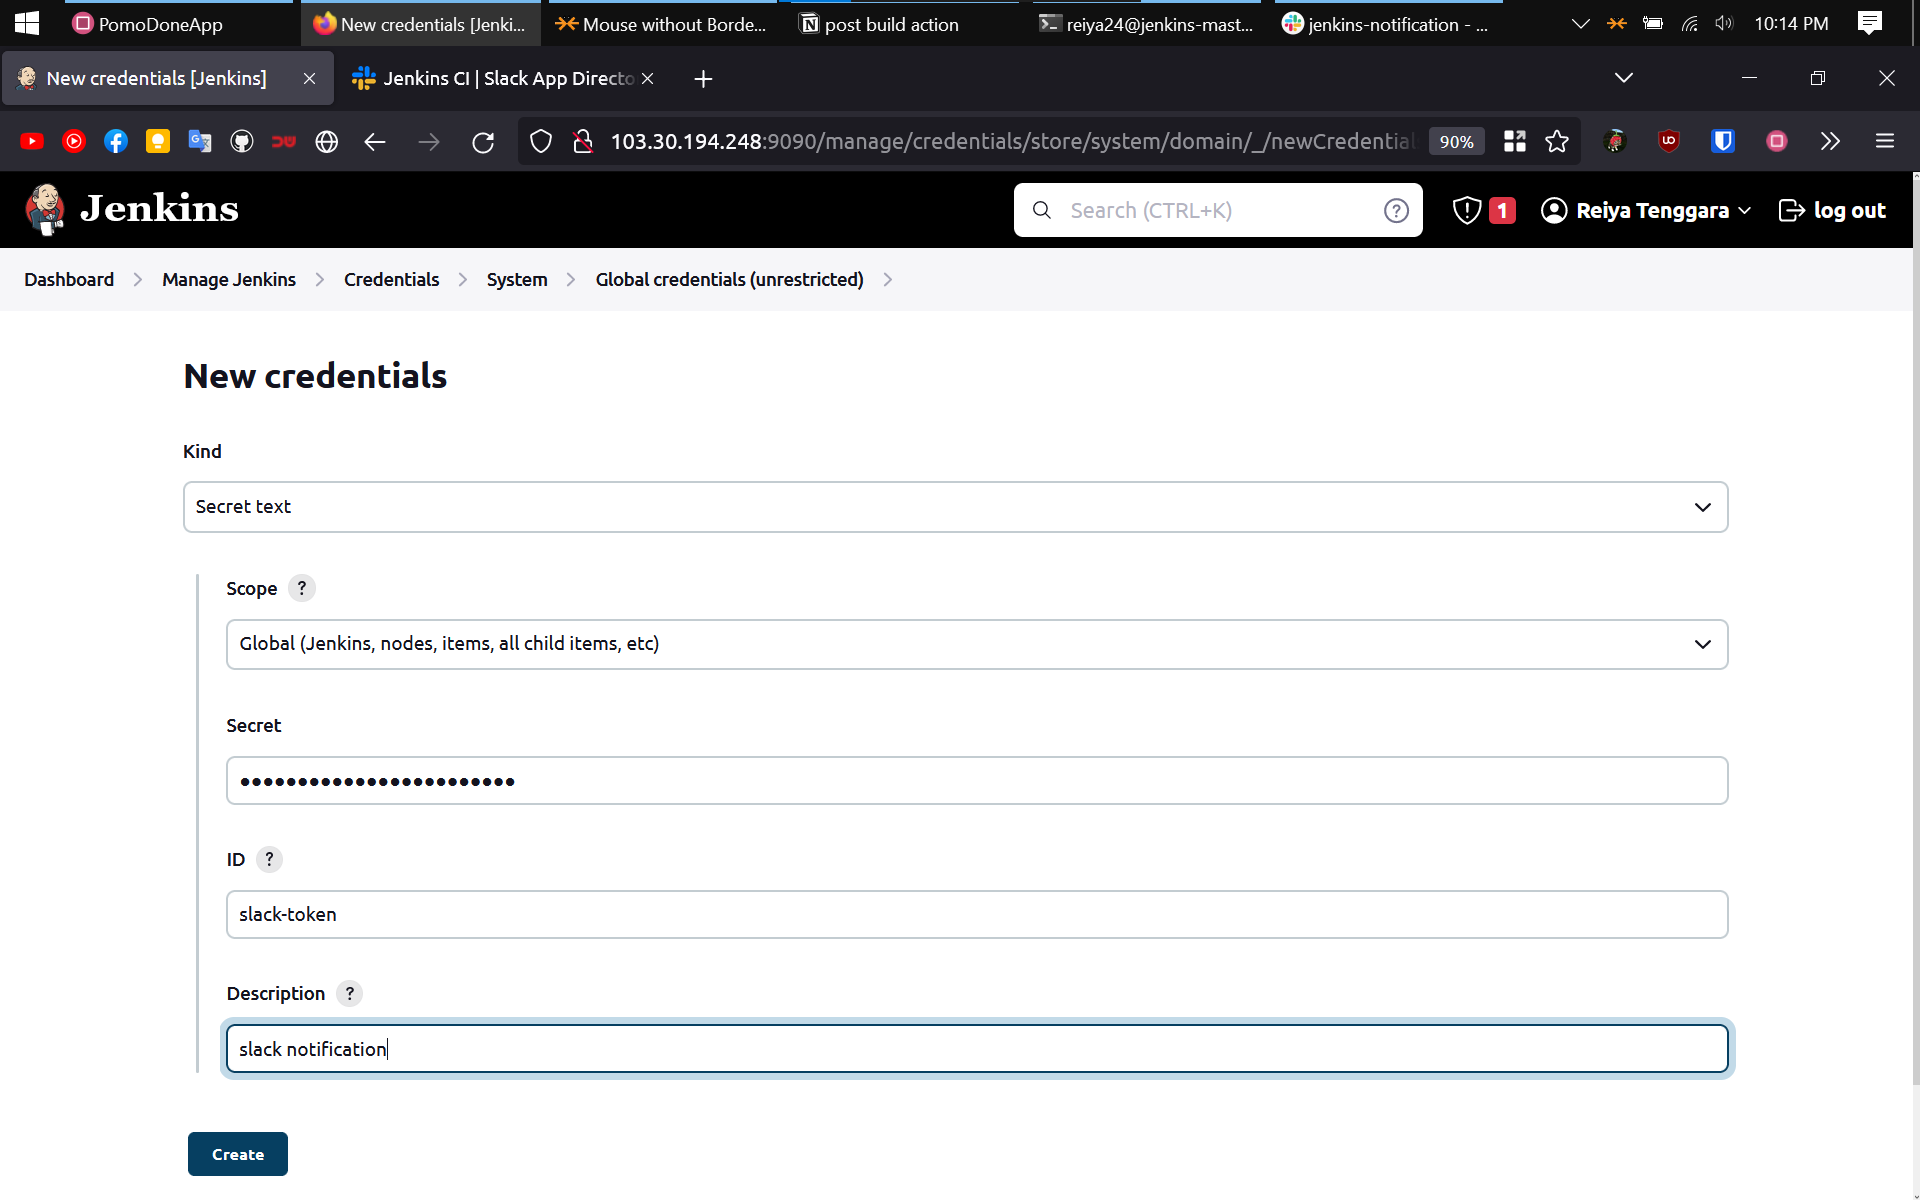 PomoDoneApp
New credentials [Jenki...
Mouse without Borde...
post build action
reiya24@jenkins-mast...
jenkins-notification - ...
10:14 PM
New credentials [Jenkins]
Jenkins CI | Slack App Directo
103.30.194.248:9090/manage/credentials/store/system/domain/_/newCredential
90%
Jenkins
Search (CTRL+K)
?
1
Reiya Tenggara
log out
Dashboard
Manage Jenkins
Credentials
System
Global credentials (unrestricted)
New credentials
Kind
Secret text
Scope ?
Global (Jenkins, nodes, items, all child items, etc)
Secret
ID ?
slack-token
Description ?
slack notification
Create